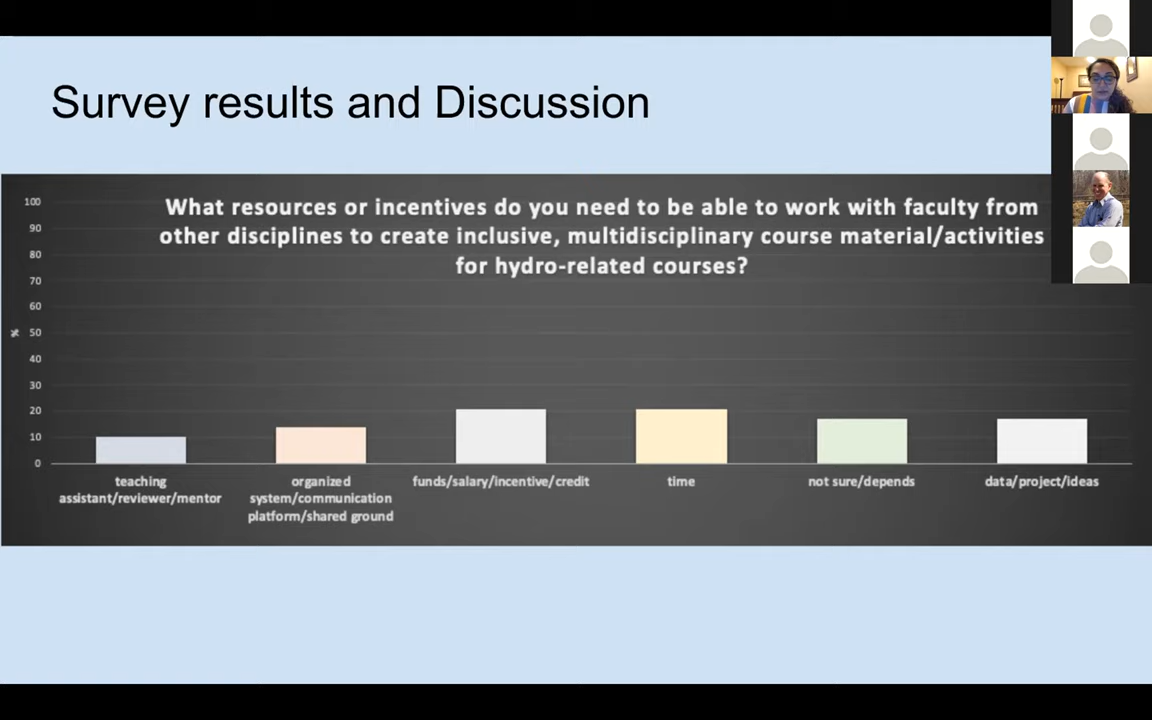 Survey results and Discussion
What resources or incentives do you need to be able to work with faculty from
other disciplines to create inclusive, multidisciplinary course material/activities
for hydro-related courses?
100
90
80
70
60
%
50
40
30
20
10
0
teaching
assistant/reviewer/mentor
organized
system/communication
platform/shared ground
funds/salary/incentive/credit
time
not sure/depends
data/project/ideas